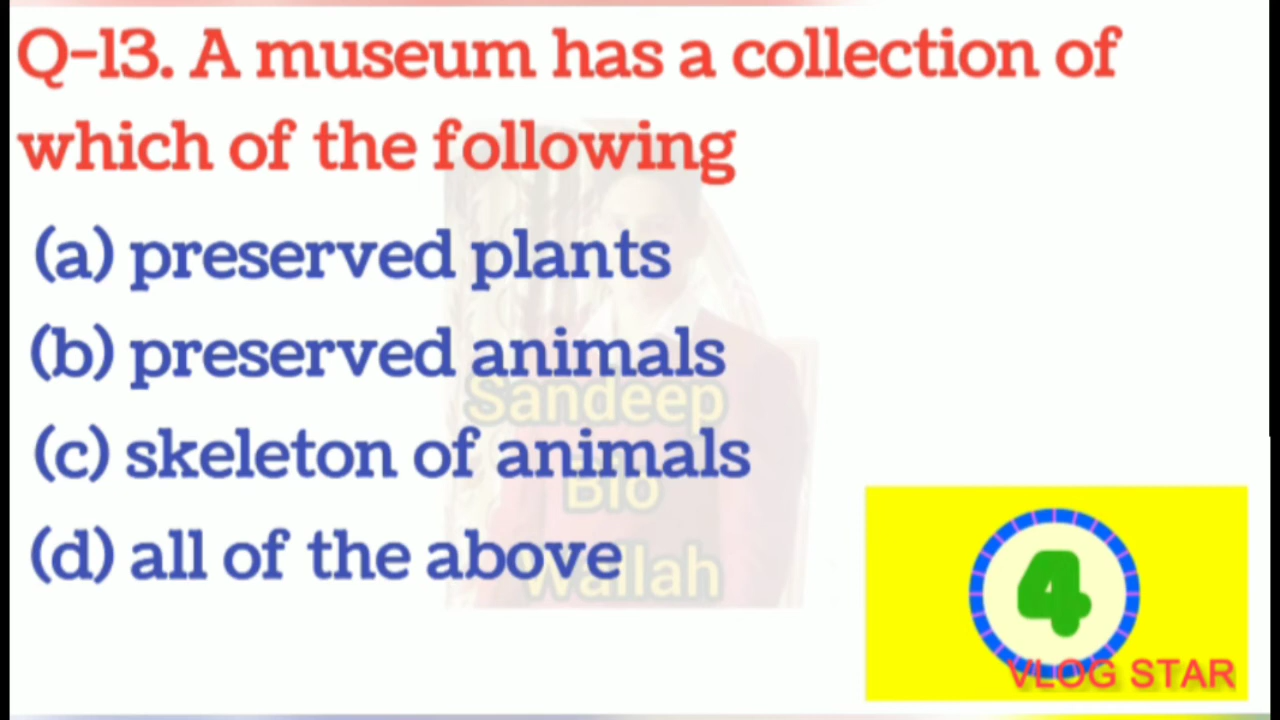 Q-13. A museum has a collection of
which of the following
(a) preserved plants
(b) preserved animals
Sandeep
(c) skeleton of animals
Bio
(d) all of the above
Wallah
4
VLOG STAR